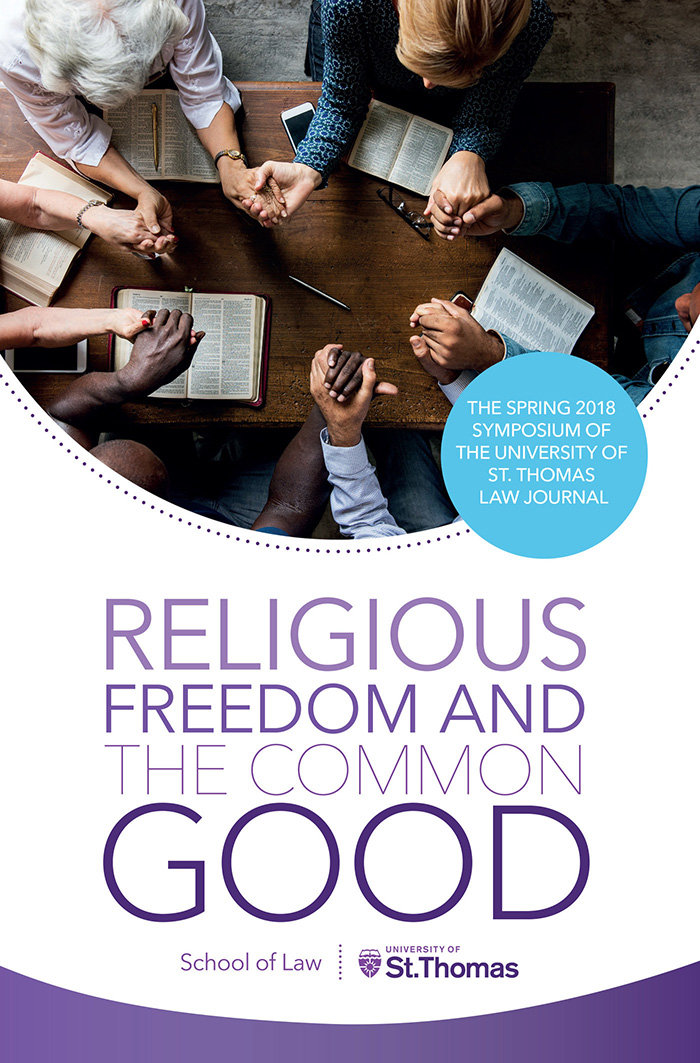 THE SPRING 2018
SYMPOSIUM OF
THE UNIVERSITY OF
ST. THOMAS
LAW JOURNAL
RELIGIOUS
FREEDOM AND
THE COMMON
GOOD
School of Law
UNIVERSITY OF
St.Thomas